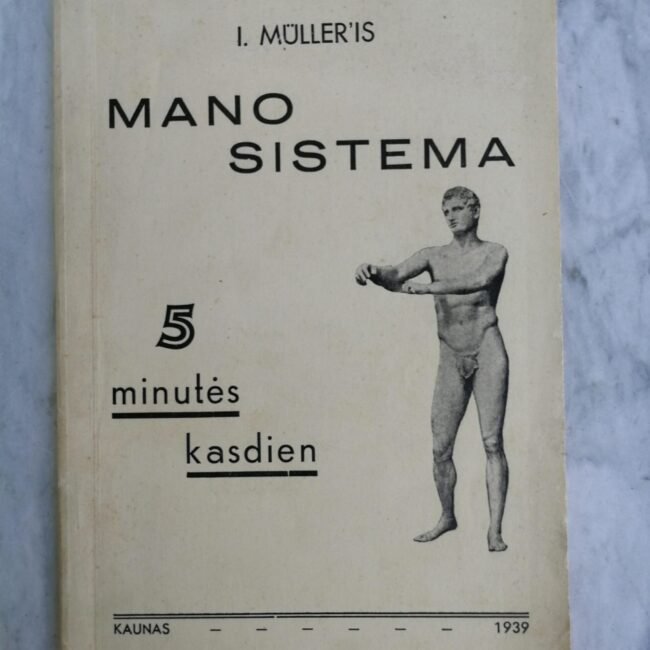 I. MÜLLER'IS
MANO
SISTEMA
5
minutės
kasdien
KAUNAS – – – – – – 1939